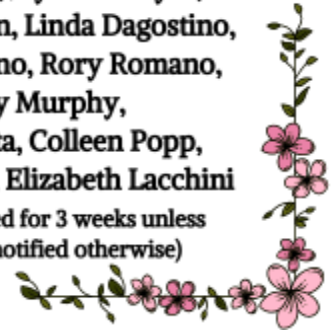 n, Linda Dagostino,
no, Rory Romano,
y Murphy,
ta, Colleen Popp,
Elizabeth Lacchini
ed for 3 weeks unless
notified otherwise)